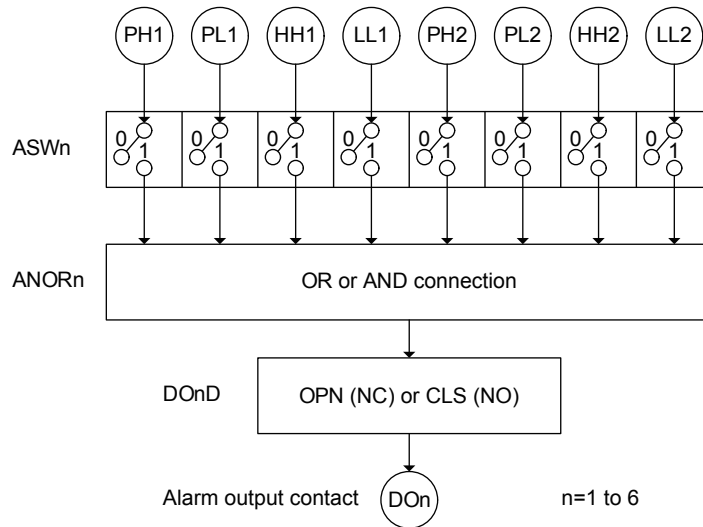 PH1 PL1 HH1 LL1 PH2 PL2 HH2 LL2
ASWn 0 1 0 1 0 1 0 1 0 1 0 1 0 1 0 1
ANORn OR or AND connection
DOnD OPN (NC) or CLS (NO)
Alarm output contact DOn n=1 to 6